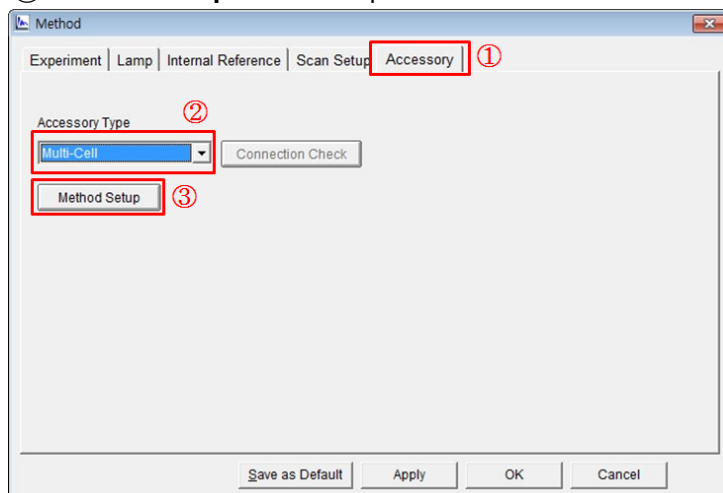 Method
Experiment Lamp Internal Reference Scan Setup Accessory ①
②
Accessory Type
Multi-Cell Connection Check
Method Setup ③
Save as Default Apply OK Cancel